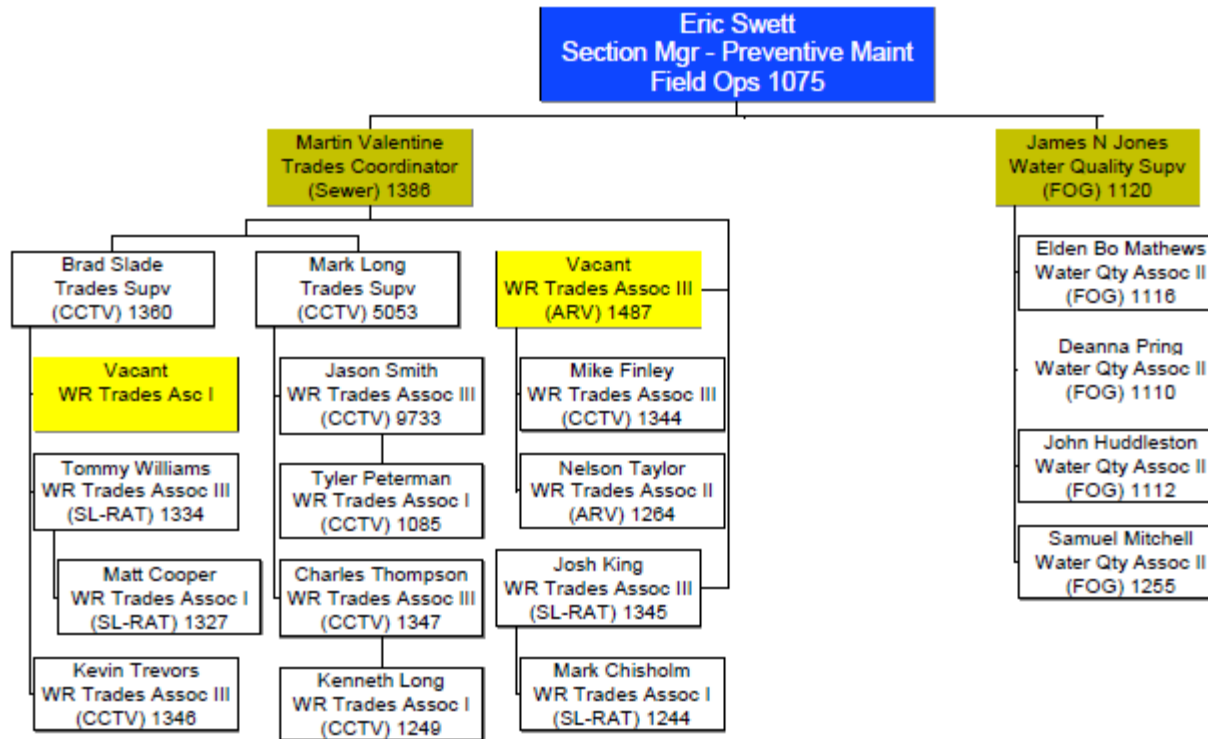 Eric Swett
Section Mgr - Preventive Maint
Field Ops 1075
Martin Valentine
Trades Coordinator
(Sewer) 1386
James N Jones
Water Quality Supv
(FOG) 1120
Brad Slade
Trades Supv
(CCTV) 1360
Vacant
WR Trades Asc I
Tommy Williams
WR Trades Assoc III
(SL-RAT) 1334
Matt Cooper
WR Trades Assoc I
(SL-RAT) 1327
Kevin Trevors
WR Trades Assoc III
(CCTV) 1346
Mark Long
Trades Supv
(CCTV) 5053
Jason Smith
WR Trades Assoc III
(CCTV) 9733
Tyler Peterman
WR Trades Assoc I
(CCTV) 1085
Charles Thompson
WR Trades Assoc III
(CCTV) 1347
Kenneth Long
WR Trades Assoc I
(CCTV) 1249
Vacant
WR Trades Assoc III
(ARV) 1487
Mike Finley
WR Trades Assoc III
(CCTV) 1344
Nelson Taylor
WR Trades Assoc II
(ARV) 1264
Josh King
WR Trades Assoc III
(SL-RAT) 1345
Mark Chisholm
WR Trades Assoc I
(SL-RAT) 1244
Elden Bo Mathews
Water Qty Assoc II
(FOG) 1116
Deanna Pring
Water Qty Assoc II
(FOG) 1110
John Huddleston
Water Qty Assoc II
(FOG) 1112
Samuel Mitchell
Water Qty Assoc II
(FOG) 1255